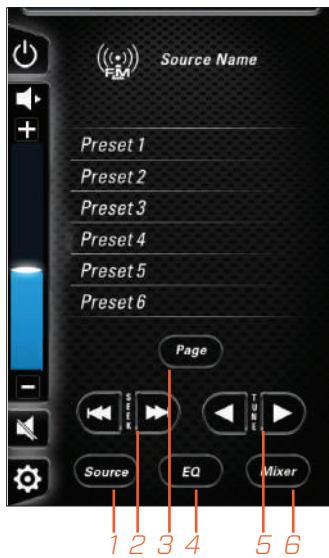 FM Source Name
Preset 1
Preset 2
Preset 3
Preset 4
Preset 5
Preset 6
Page
SEEK TUNE
Source EQ Mixer
1 2 3 4 5 6